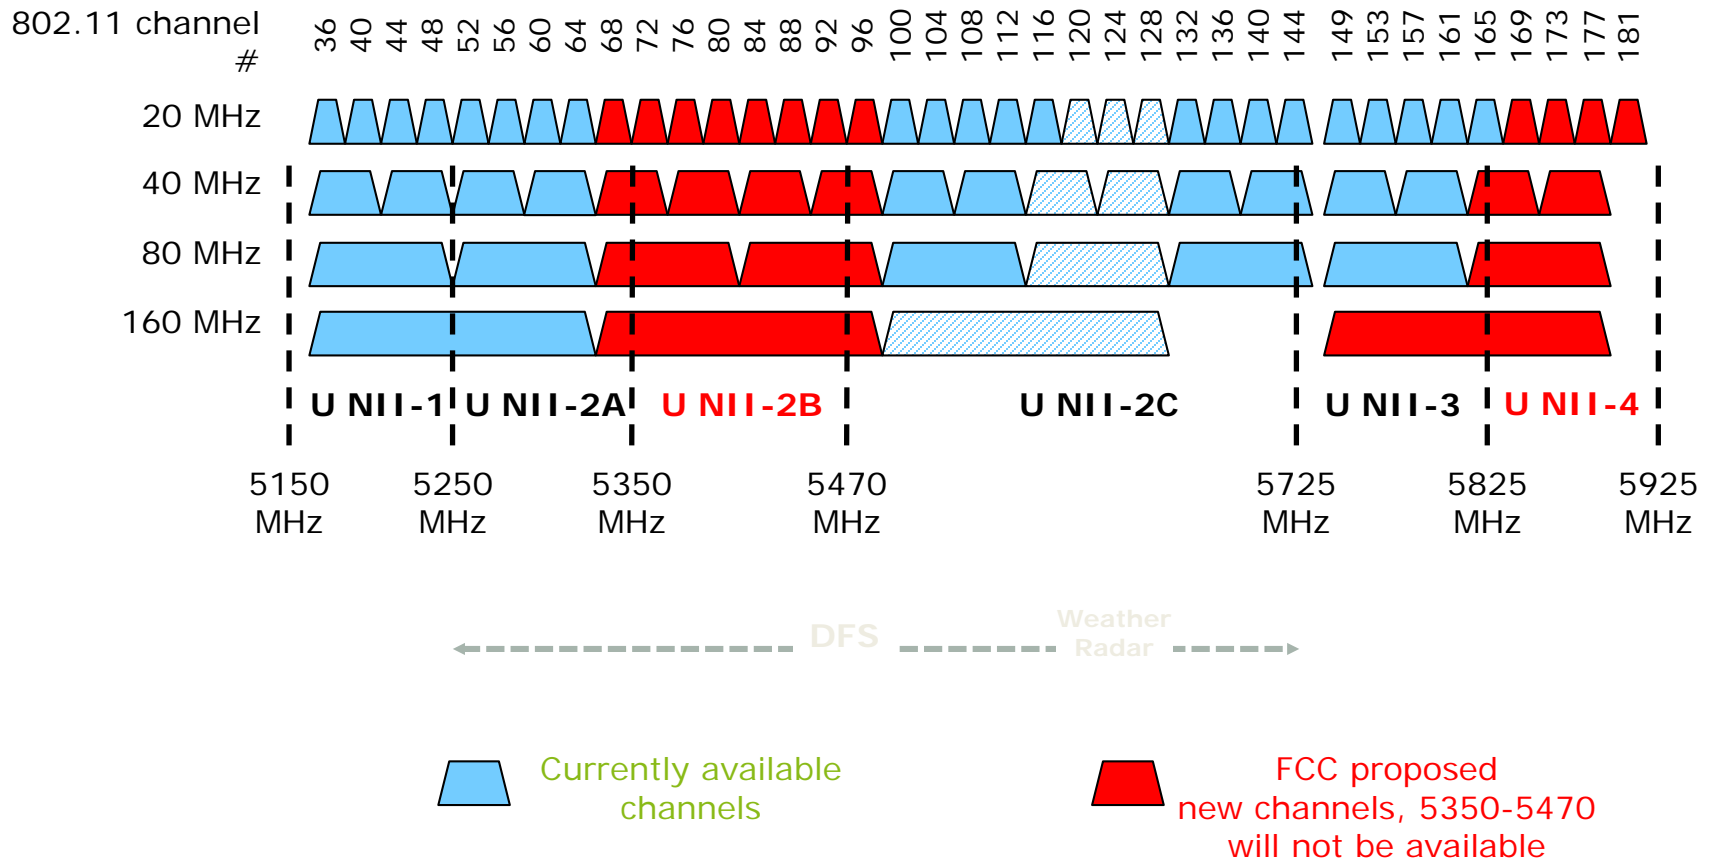 802.11 channel
#
36 40 44 48 52 56 60 64 68 72 76 80 84 88 92 96 100 104 108 112 116 120 124 128 132 136 140 144 149 153 157 161 165 169 173 177 181
20 MHz
40 MHz
80 MHz
160 MHz
U NII-1 U NII-2A U NII-2B U NII-2C U NII-3 U NII-4
5150 5250 5350 5470 5725 5825 5925
MHz MHz MHz MHz MHz MHz MHz
DFS
Weather
Radar
Currently available
channels
FCC proposed
new channels, 5350-5470
will not be available